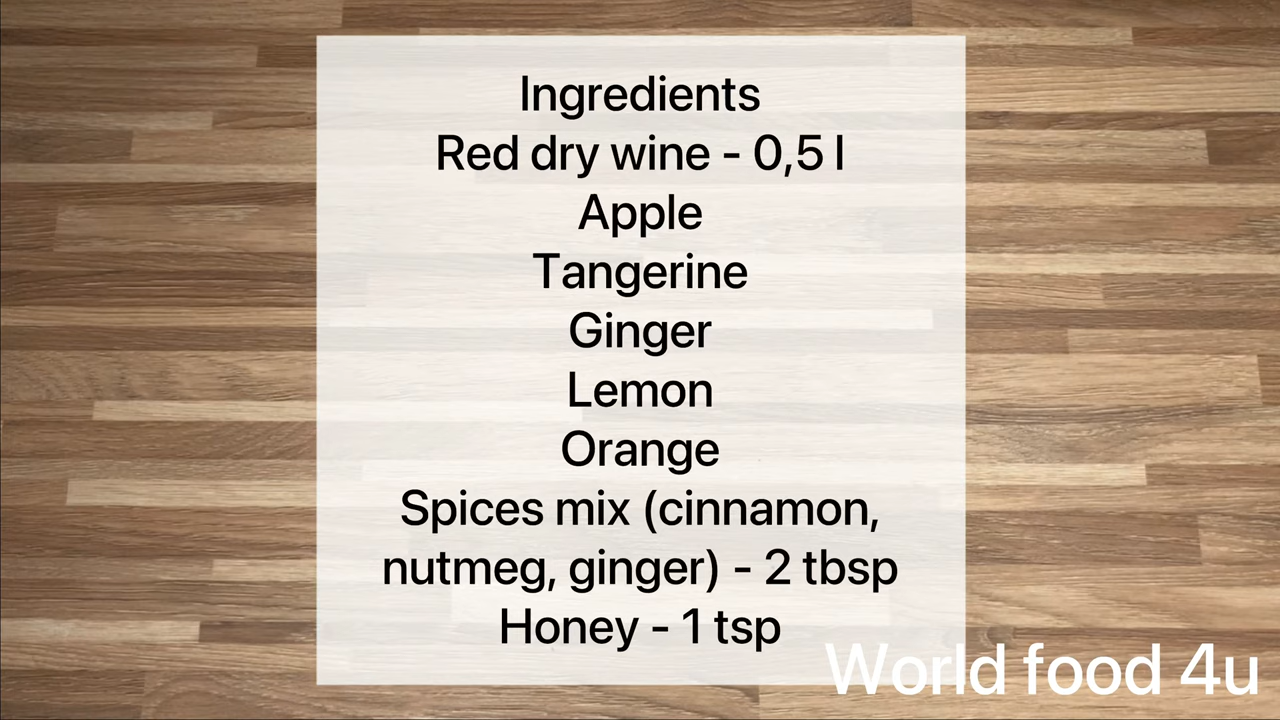 Ingredients
Red dry wine - 0,5 l
Apple
Tangerine
Ginger
Lemon
Orange
Spices mix (cinnamon,
nutmeg, ginger) - 2 tbsp
Honey - 1 tsp
World food 4u